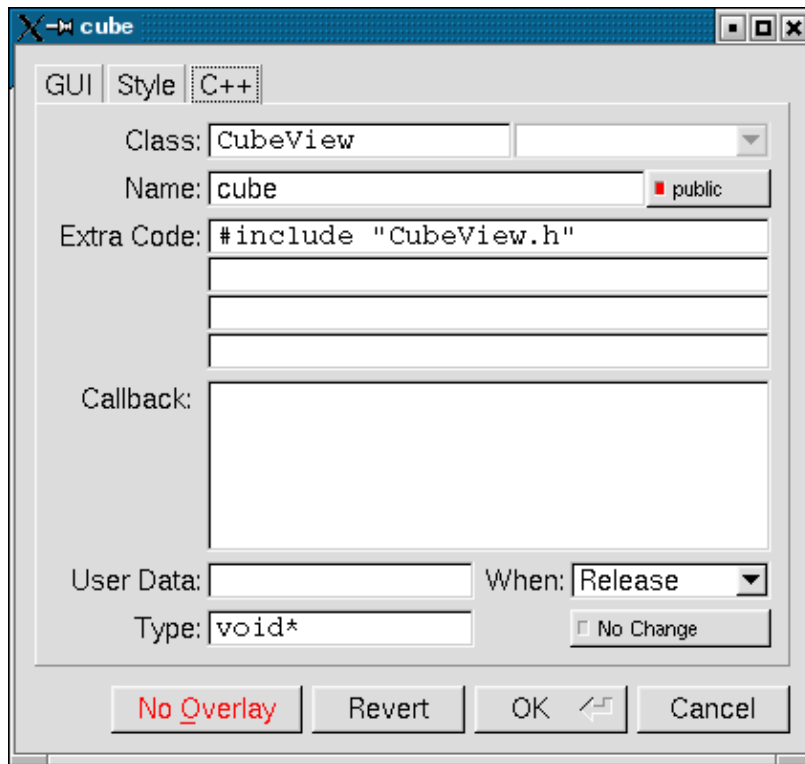 cube
GUI Style C++
Class: CubeView
Name: cube public
Extra Code: #include "CubeView.h"
Callback:
User Data: When: Release
Type: void* No Change
No Overlay Revert OK Cancel